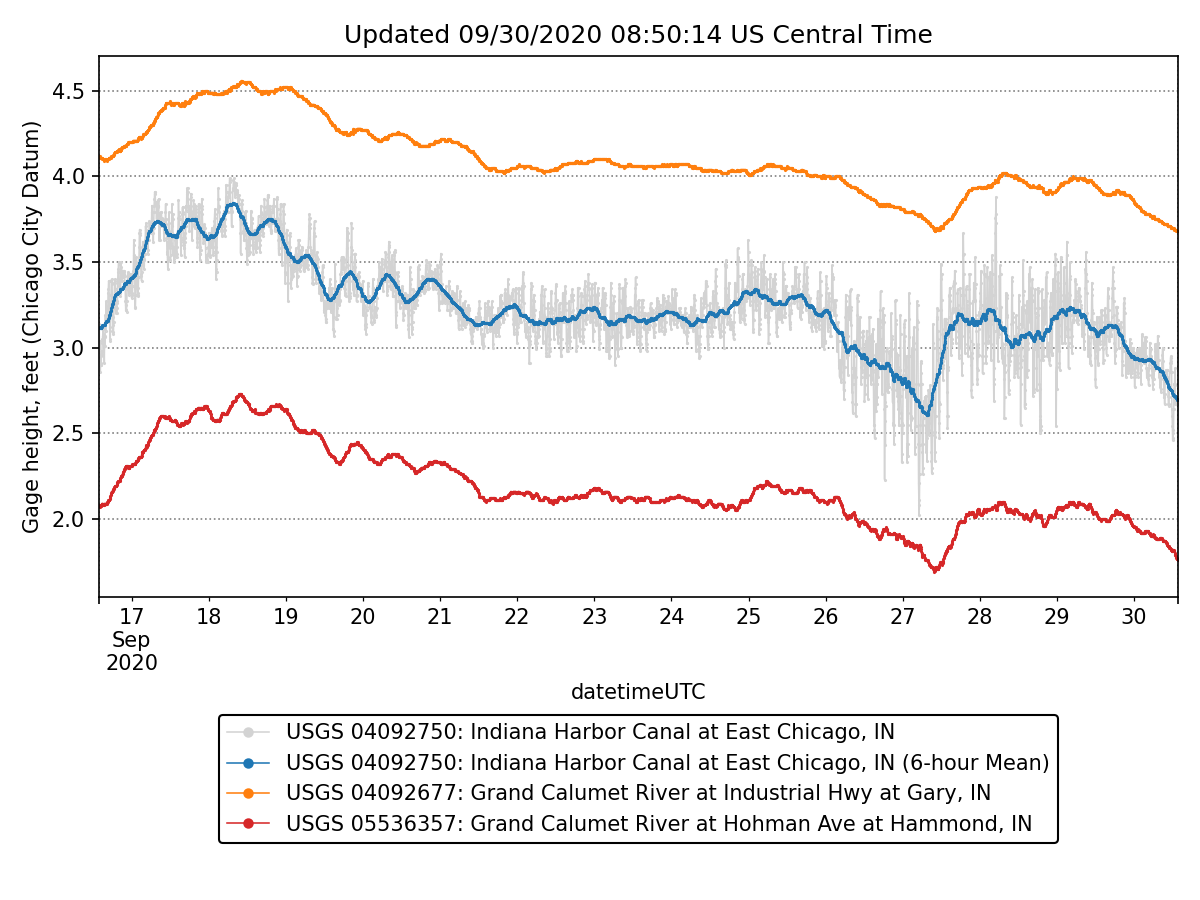 Updated 09/30/2020 08:50:14 US Central Time
Gage height, feet (Chicago City Datum)
4.5
4.0
3.5
3.0
2.5
2.0
17 18 19 20 21 22 23 24 25 26 27 28 29 30
Sep
2020
datetimeUTC
USGS 04092750: Indiana Harbor Canal at East Chicago, IN
USGS 04092750: Indiana Harbor Canal at East Chicago, IN (6-hour Mean)
USGS 04092677: Grand Calumet River at Industrial Hwy at Gary, IN
USGS 05536357: Grand Calumet River at Hohman Ave at Hammond, IN